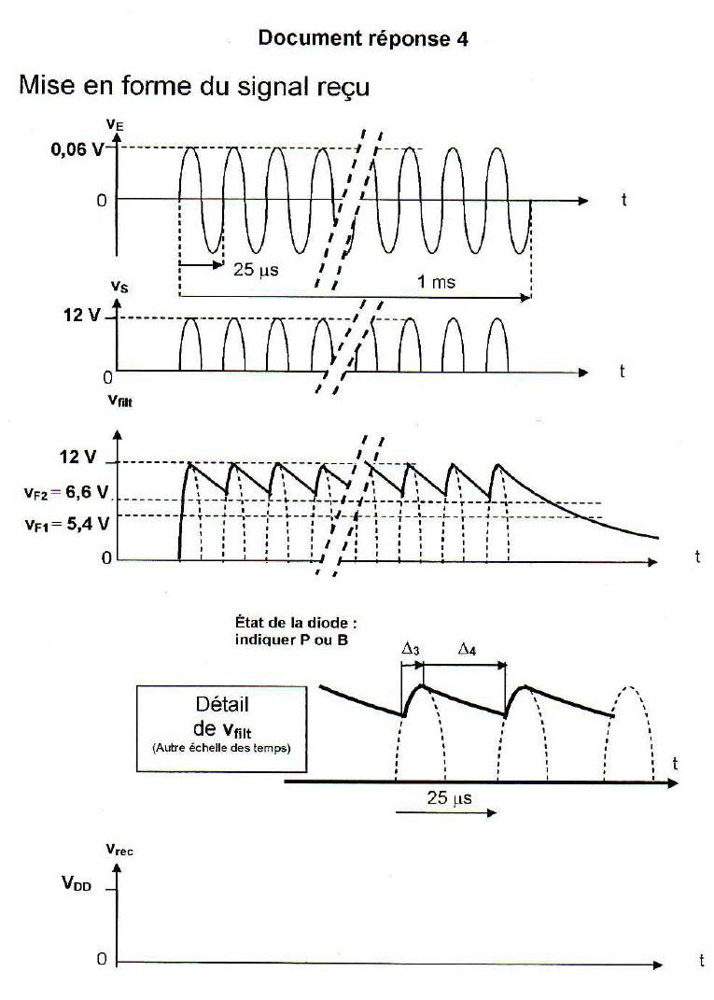 Document réponse 4
Mise en forme du signal reçu
vE
0,06 V
0
t
25 µs
1 ms
vS
12 V
0
t
vfilt
12 V
vF2 = 6,6 V
vF1 = 5,4 V
0
t
État de la diode :
indiquer P ou B
Δ3
Δ4
Détail
de vfilt
(Autre échelle des temps)
t
25 µs
vrec
VDD
0
t